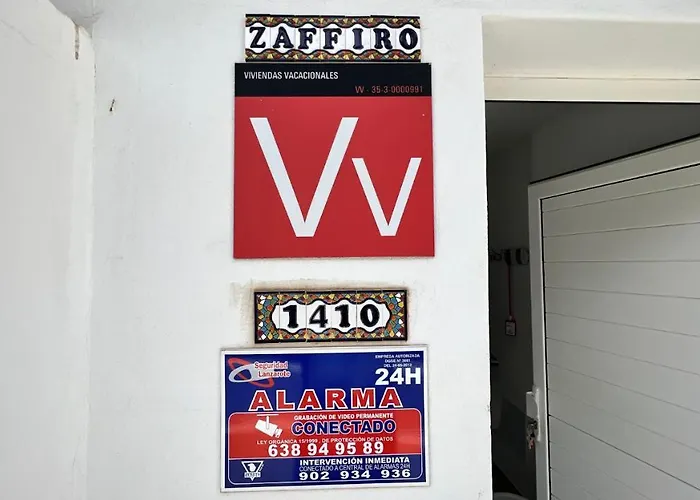 ZAFFIRO
VIVIENDAS VACACIONALES
VV - 35-3-0000991
Vv
1410
Seguridad
Lanzarote
EMPRESA AUTORIZADA
24H
ALARMA
GRABACIÓN DE VIDEO PERMANENTE
CONECTADO
LEY ORGANICA 15/1999 , DE PROTECCIÓN DE DATOS
638 94 95 89
INTERVENCIÓN INMEDIATA
CONECTADO A CENTRAL DE ALARMAS 24H
902 934 936